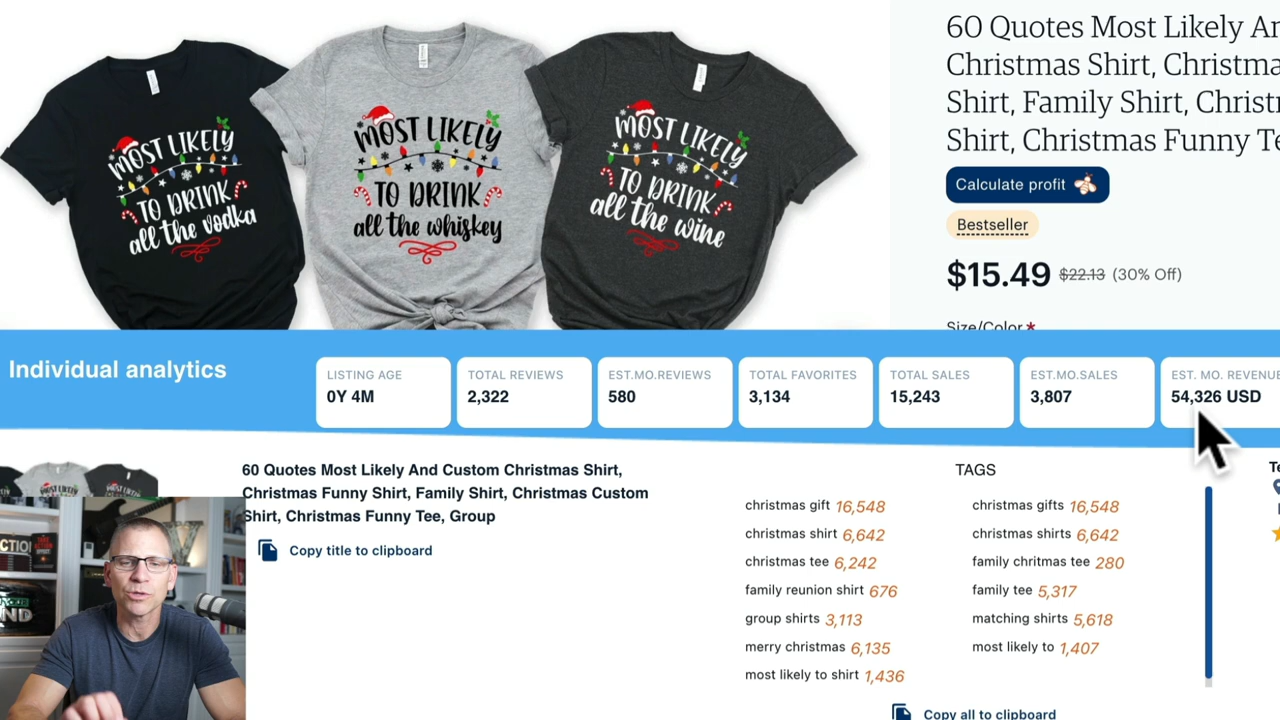 60 Quotes Most Likely
Christmas Shirt,
Shirt, Family Shirt,
Shirt, Christmas Funny
Calculate profit
Bestseller
$15.49 $22.13 (30% Off)
Size/Color *
MOST LIKELY
TO DRINK
all the vodka
MOST LIKELY
TO DRINK
all the whiskey
MOST LIKELY
TO DRINK
all the wine
Individual analytics
LISTING AGE
0Y 4M
TOTAL REVIEWS
2,322
EST.MO.REVIEWS
580
TOTAL FAVORITES
3,134
TOTAL SALES
15,243
EST.MO.SALES
3,807
EST. MO. REVENUE
54,326 USD
60 Quotes Most Likely And Custom Christmas Shirt,
Christmas Funny Shirt, Family Shirt, Christmas Custom
Shirt, Christmas Funny Tee, Group
Copy title to clipboard
TAGS
christmas gift 16,548
christmas shirt 6,642
christmas tee 6,242
family reunion shirt 676
group shirts 3,113
merry christmas 6,135
most likely to shirt 1,436
christmas gifts 16,548
christmas shirts 6,642
family chritmas tee 280
family tee 5,317
matching shirts 5,618
most likely to 1,407
Copy all to clipboard